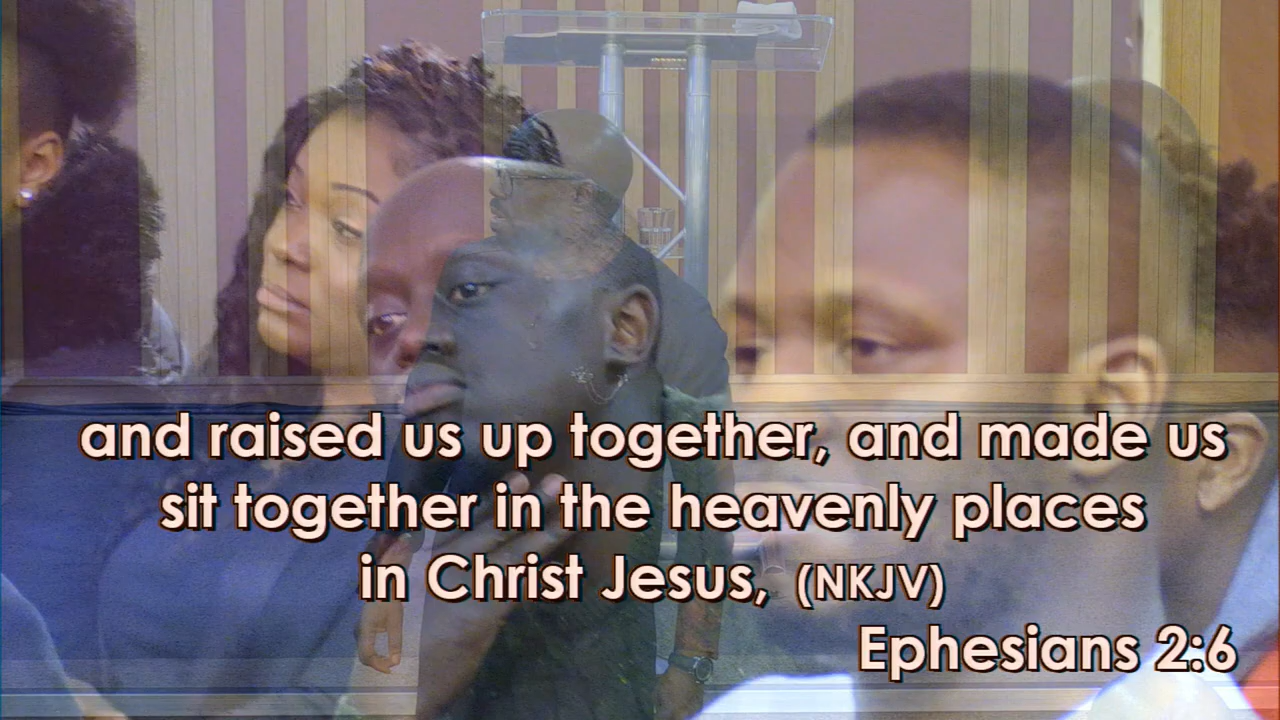 and raised us up together, and made us
sit together in the heavenly places
in Christ Jesus, (NKJV)
Ephesians 2:6